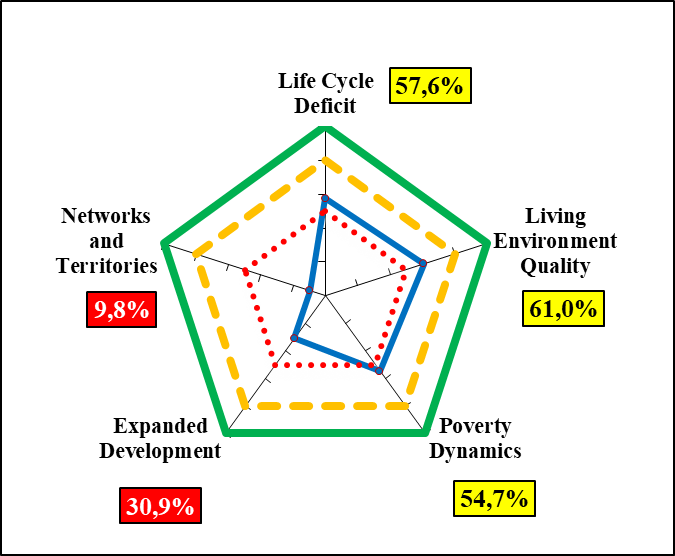 Life Cycle
Deficit
57,6%
Networks
and
Territories
9,8%
Living
Environment
Quality
61,0%
Expanded
Development
30,9%
Poverty
Dynamics
54,7%